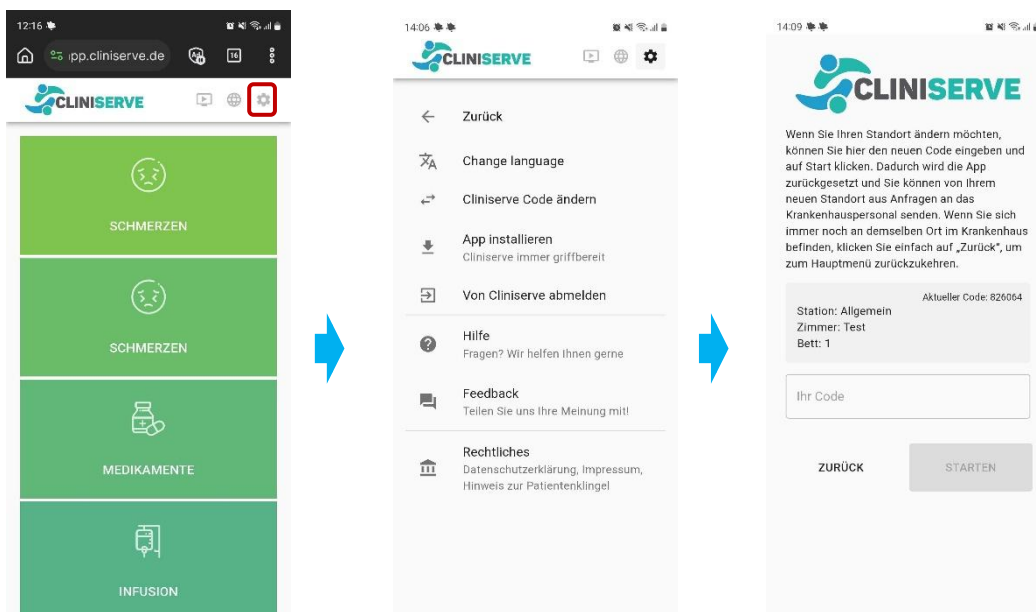 12:16
pp.cliniserve.de
16
CLINISERVE
SCHMERZEN
SCHMERZEN
MEDIKAMENTE
INFUSION
14:06
CLINISERVE
Zurück
Change language
Cliniserve Code ändern
App installieren
Cliniserve immer griffbereit
Von Cliniserve abmelden
Hilfe
Fragen? Wir helfen Ihnen gerne
Feedback
Teilen Sie uns Ihre Meinung mit!
Rechtliches
Datenschutzerklärung, Impressum,
Hinweis zur Patientenklingel
14:09
CLINISERVE
Wenn Sie Ihren Standort ändern möchten,
können Sie hier den neuen Code eingeben und
auf Start klicken. Dadurch wird die App
zurückgesetzt und Sie können von Ihrem
neuen Standort aus Anfragen an das
Krankenhauspersonal senden. Wenn Sie sich
immer noch an demselben Ort im Krankenhaus
befinden, klicken Sie einfach auf „Zurück", um
zum Hauptmenü zurückzukehren.
Aktueller Code: 826064
Station: Allgemein
Zimmer: Test
Bett: 1
Ihr Code
ZURÜCK
STARTEN